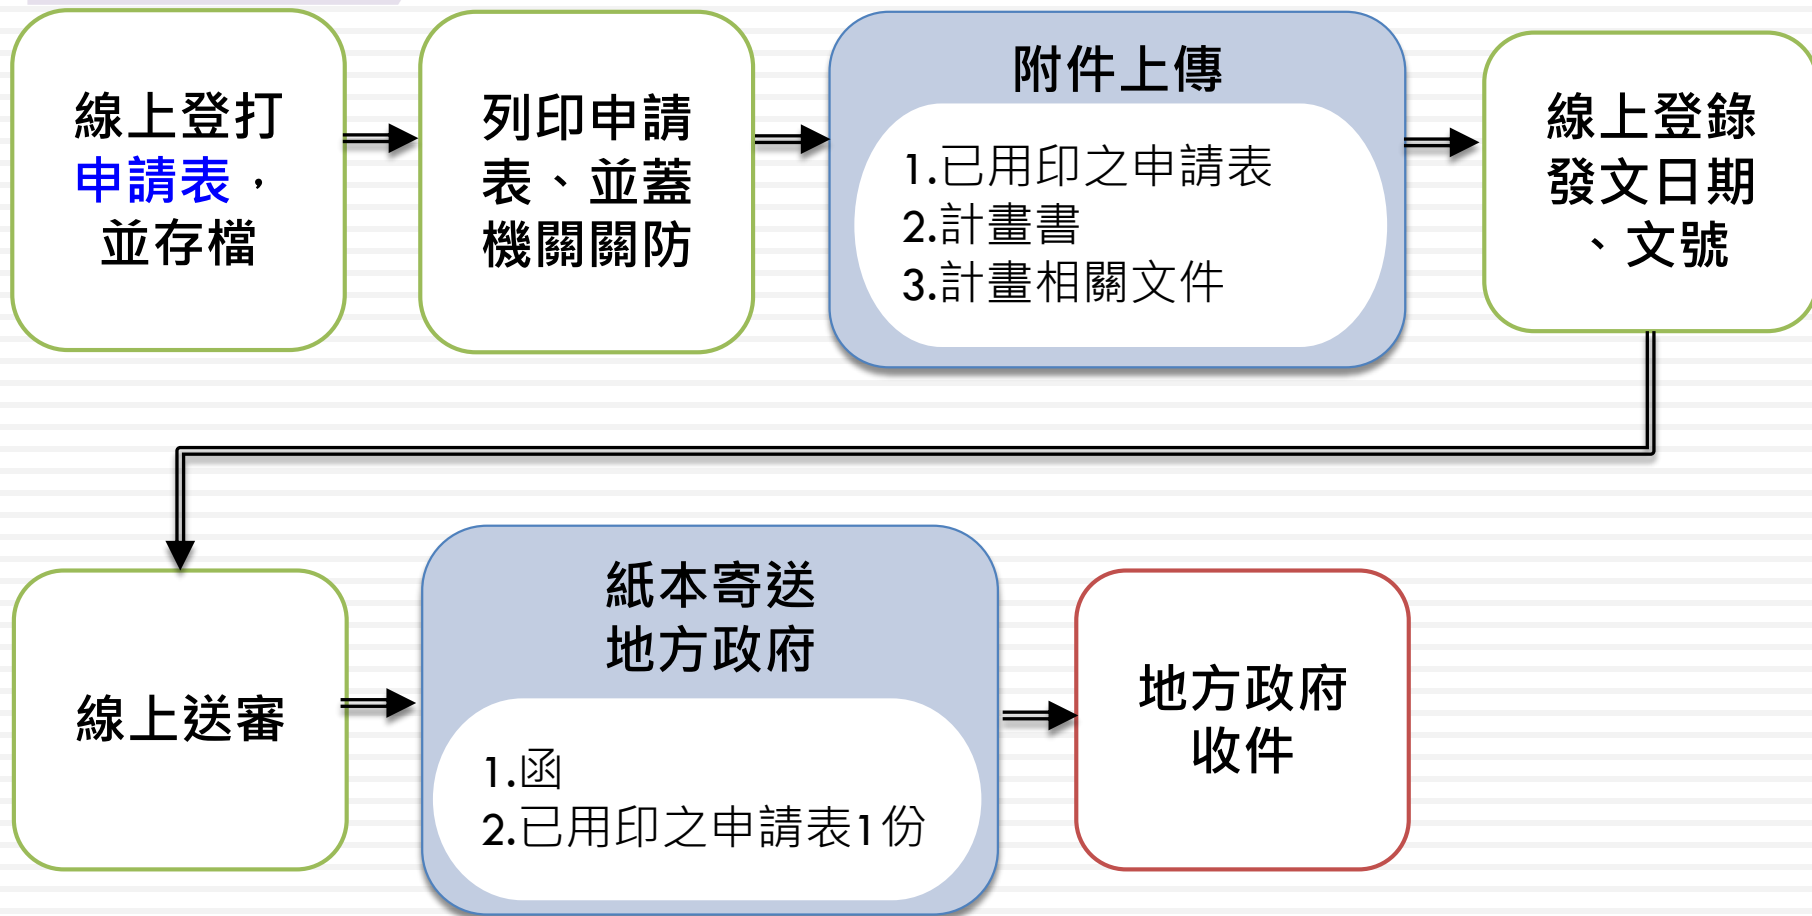 線上登打
申請表，
並存檔
列印申請
表、並蓋
機關關防
附件上傳
1.已用印之申請表
2.計畫書
3.計畫相關文件
線上登錄
發文日期
、文號
線上送審
紙本寄送
地方政府
1.函
2.已用印之申請表1份
地方政府
收件